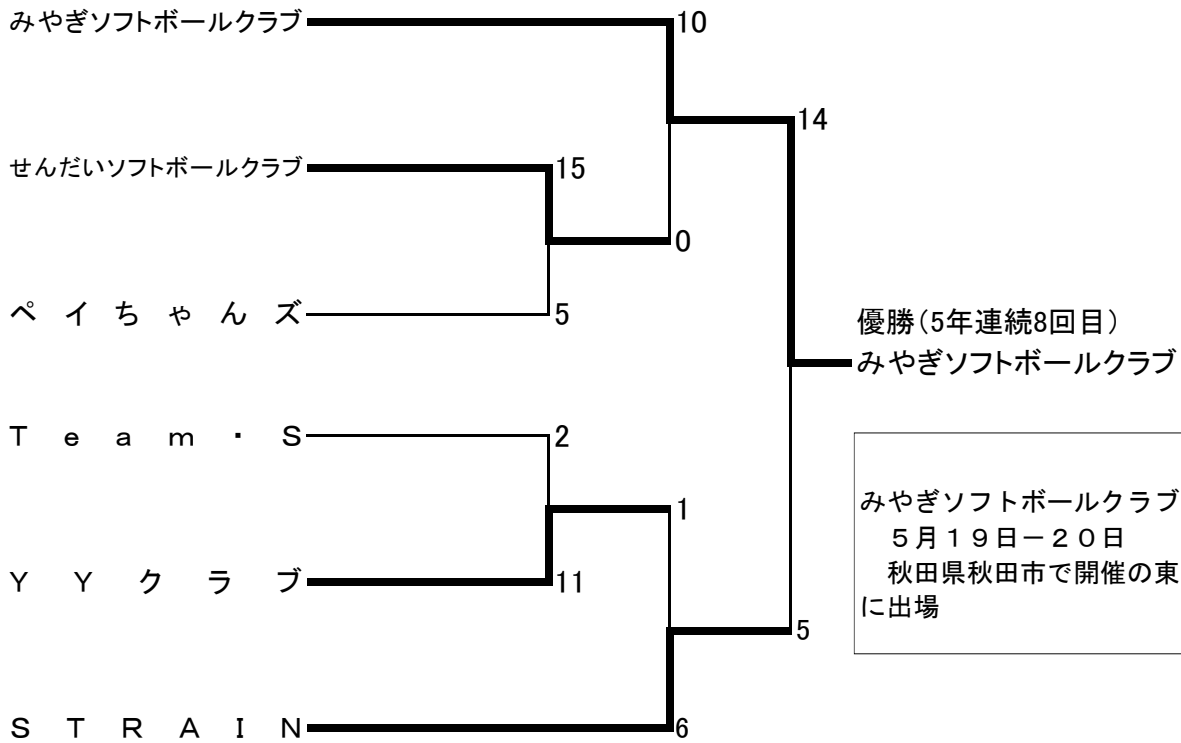 みやぎソフトボールクラブ
10
14
せんだいソフトボールクラブ
15
0
ペイちゃんズ
5
優勝(5年連続8回目)
みやぎソフトボールクラブ
Ｔｅａｍ・Ｓ
2
1
ＹＹクラブ
11
みやぎソフトボールクラブ
５月１９日－２０日
秋田県秋田市で開催の東
に出場
5
ＳＴＲＡＩＮ
6